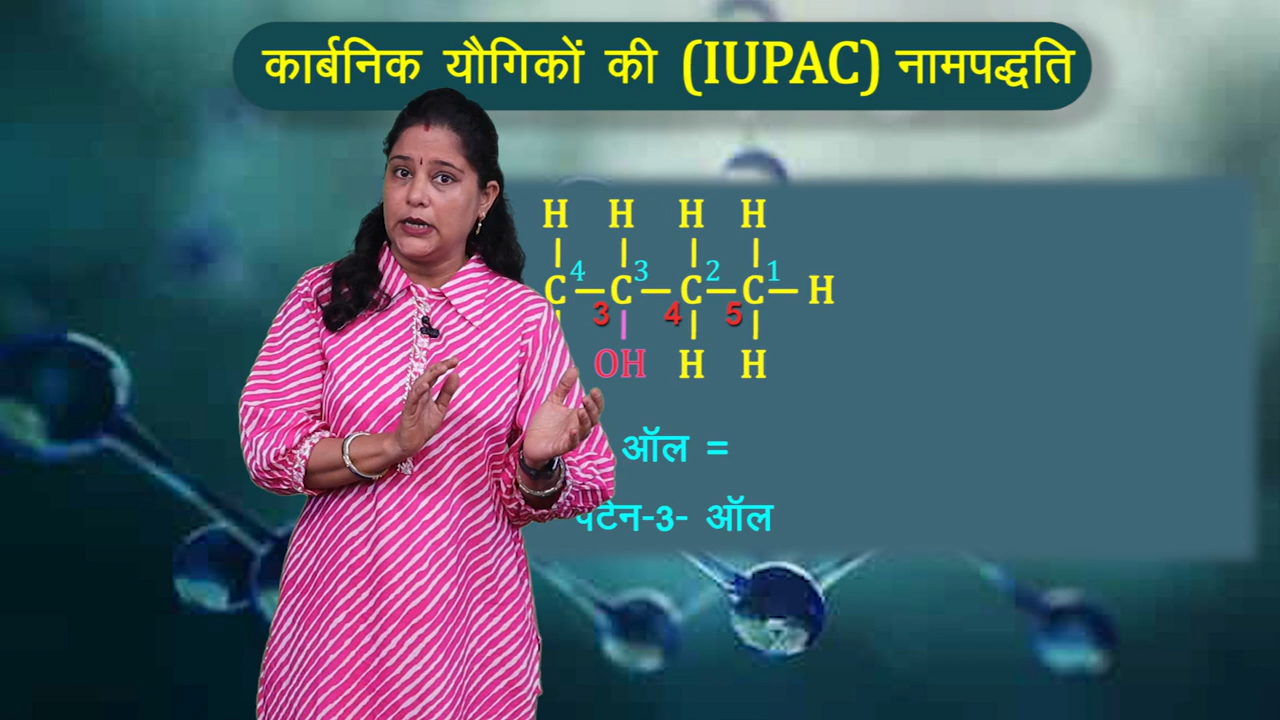 कार्बनिक यौगिकों की (IUPAC) नामपद्धति
H H H H
C4—C3—C2—C1—H
3 4 5
OH H H
ऑल =
-3- ऑल